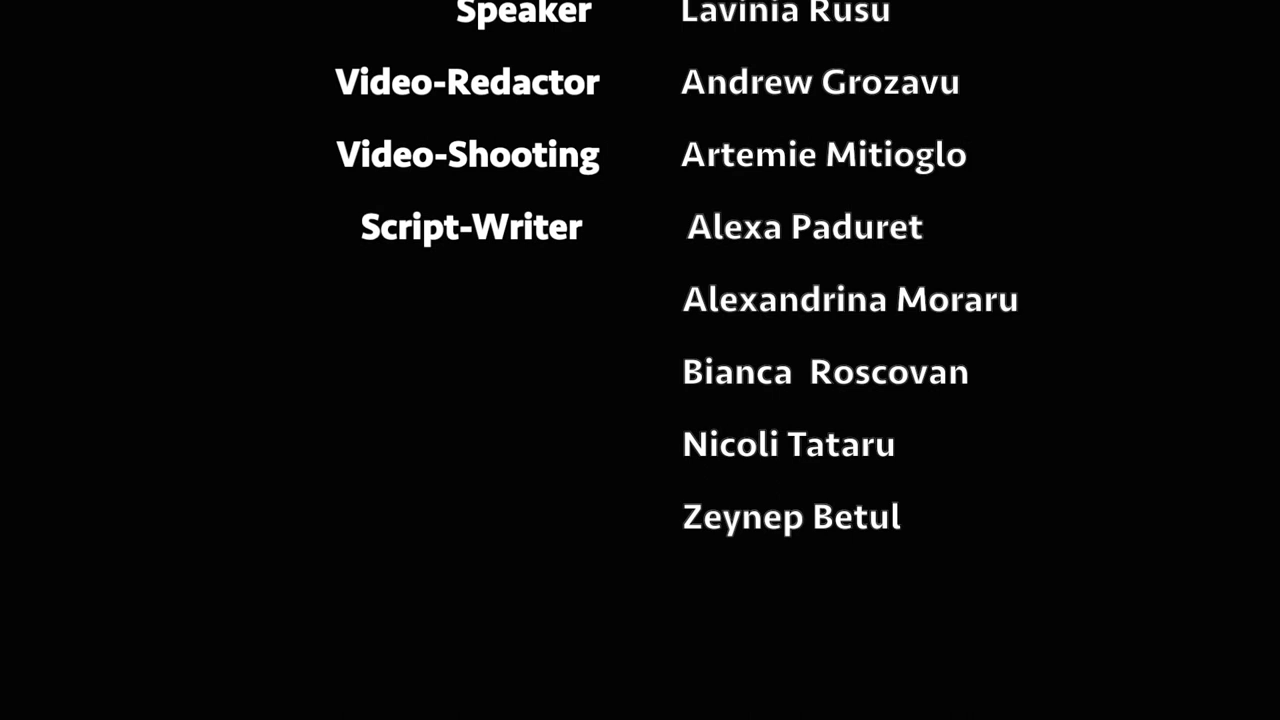 Speaker Lavinia Rusu
Video-Redactor Andrew Grozavu
Video-Shooting Artemie Mitioglo
Script-Writer Alexa Paduret
Alexandrina Moraru
Bianca Roscovan
Nicoli Tataru
Zeynep Betul